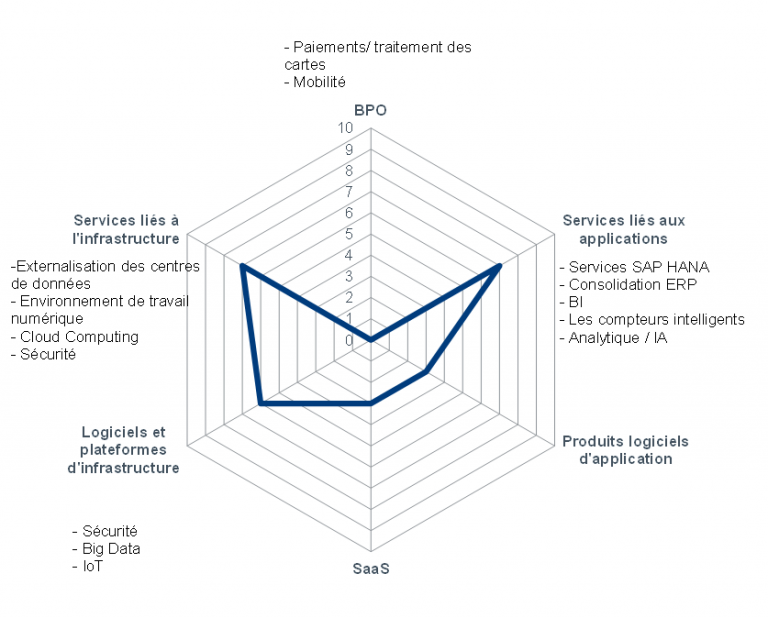 - Paiements/ traitement des
cartes
- Mobilité
BPO
10
9
8
7
6
5
4
3
2
1
0
Services liés à
l'infrastructure
-Externalisation des centres
de données
- Environnement de travail
numérique
- Cloud Computing
- Sécurité
Services liés aux
applications
- Services SAP HANA
- Consolidation ERP
- BI
- Les compteurs intelligents
- Analytique / IA
Logiciels et
plateformes
d'infrastructure
- Sécurité
- Big Data
- IoT
Produits logiciels
d'application
SaaS